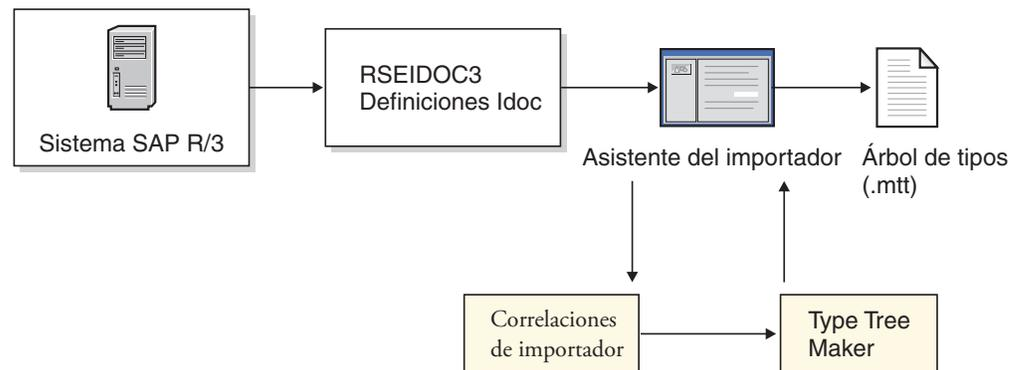 RSEIDOC3
Definiciones Idoc
Sistema SAP R/3
Asistente del importador
Árbol de tipos
(.mtt)
Correlaciones
de importador
Type Tree
Maker